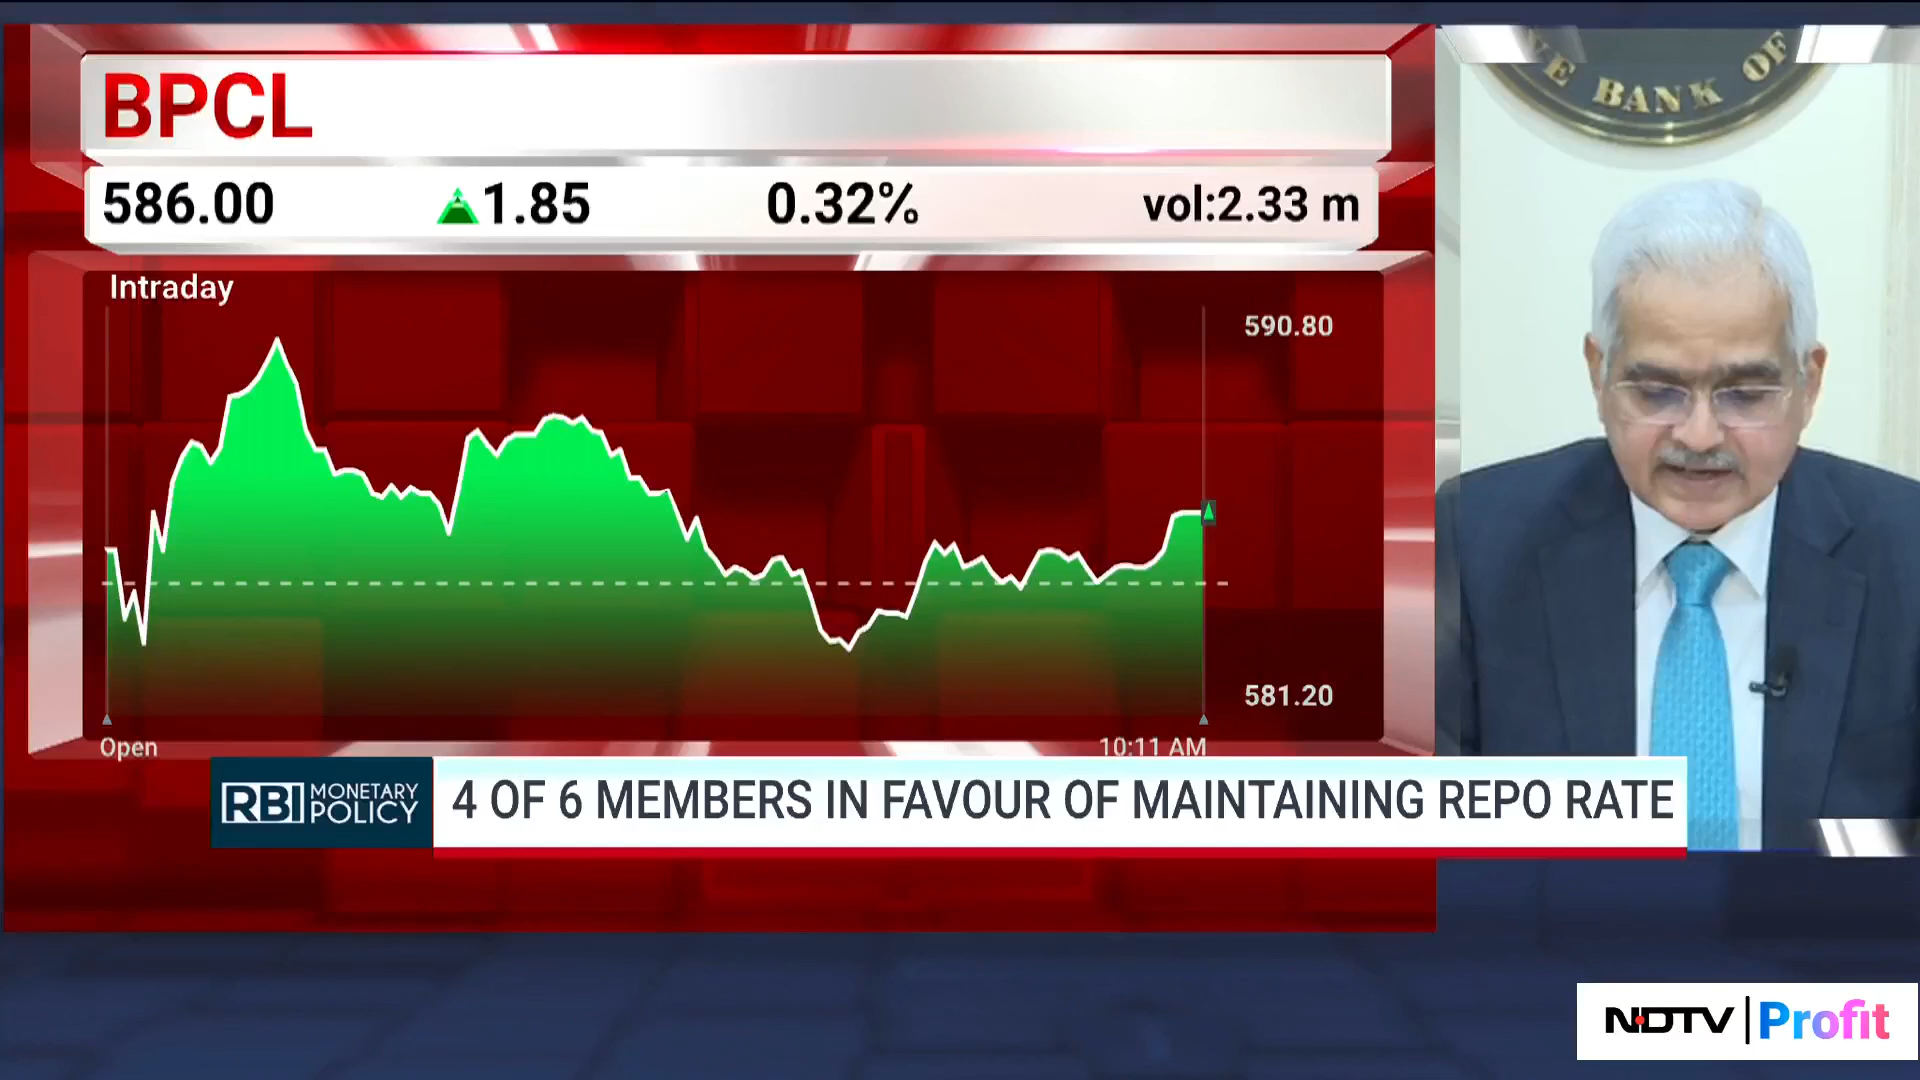 BPCL
586.00 1.85 0.32% vol:2.33 m
Intraday
590.80
581.20
Open 10:11 AM
E BANK OF
RBI MONETARY POLICY
4 OF 6 MEMBERS IN FAVOUR OF MAINTAINING REPO RATE
NDTV Profit